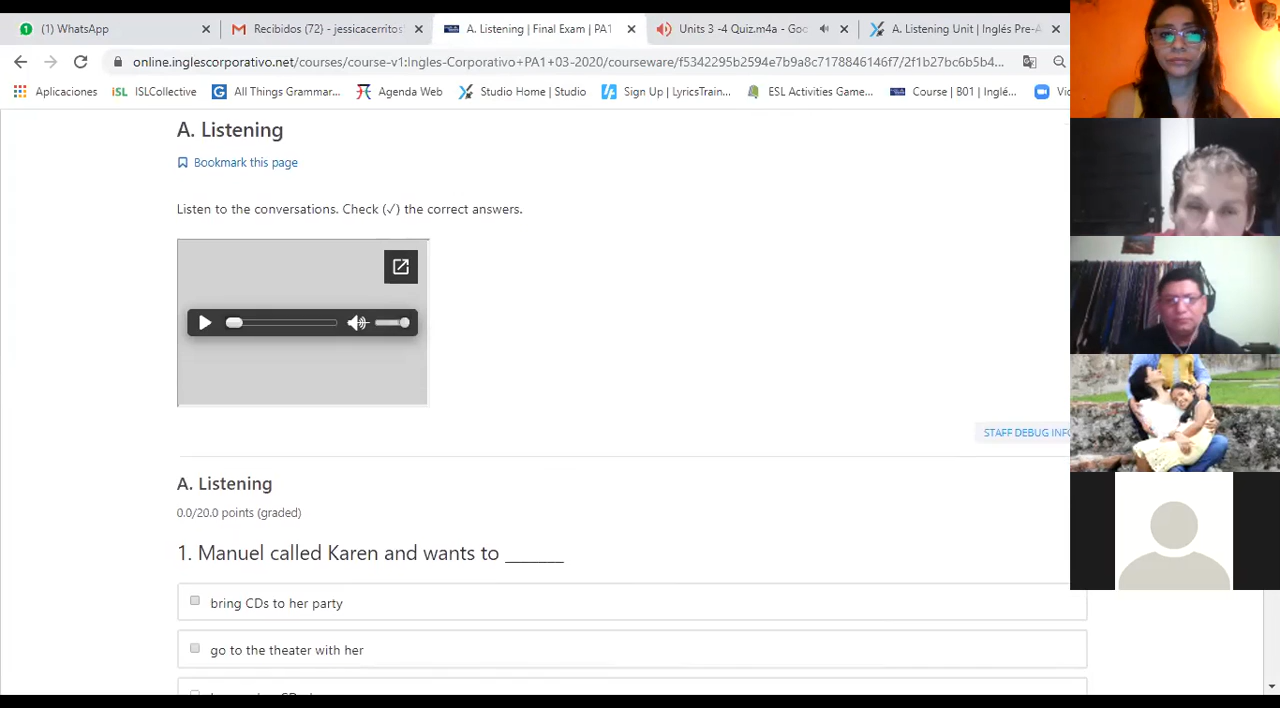 (1) WhatsApp
Recibidos (72) - jessicacerritos
A. Listening | Final Exam | PA1
Units 3 -4 Quiz.m4a - Goo
A. Listening Unit | Inglés Pre-A
online.inglescorporativo.net/courses/course-v1:Ingles-Corporativo+PA1+03-2020/courseware/f5342295b2594e7b9a8c7178846146f7/2f1b27bc6b5b4...
Aplicaciones
iSL ISLCollective
All Things Grammar...
Agenda Web
Studio Home | Studio
Sign Up | LyricsTrain...
ESL Activities Game...
Course | B01 | Inglé...
A. Listening
Bookmark this page
Listen to the conversations. Check (✓) the correct answers.
STAFF DEBUG INFO
A. Listening
0.0/20.0 points (graded)
1. Manuel called Karen and wants to _______
bring CDs to her party
go to the theater with her